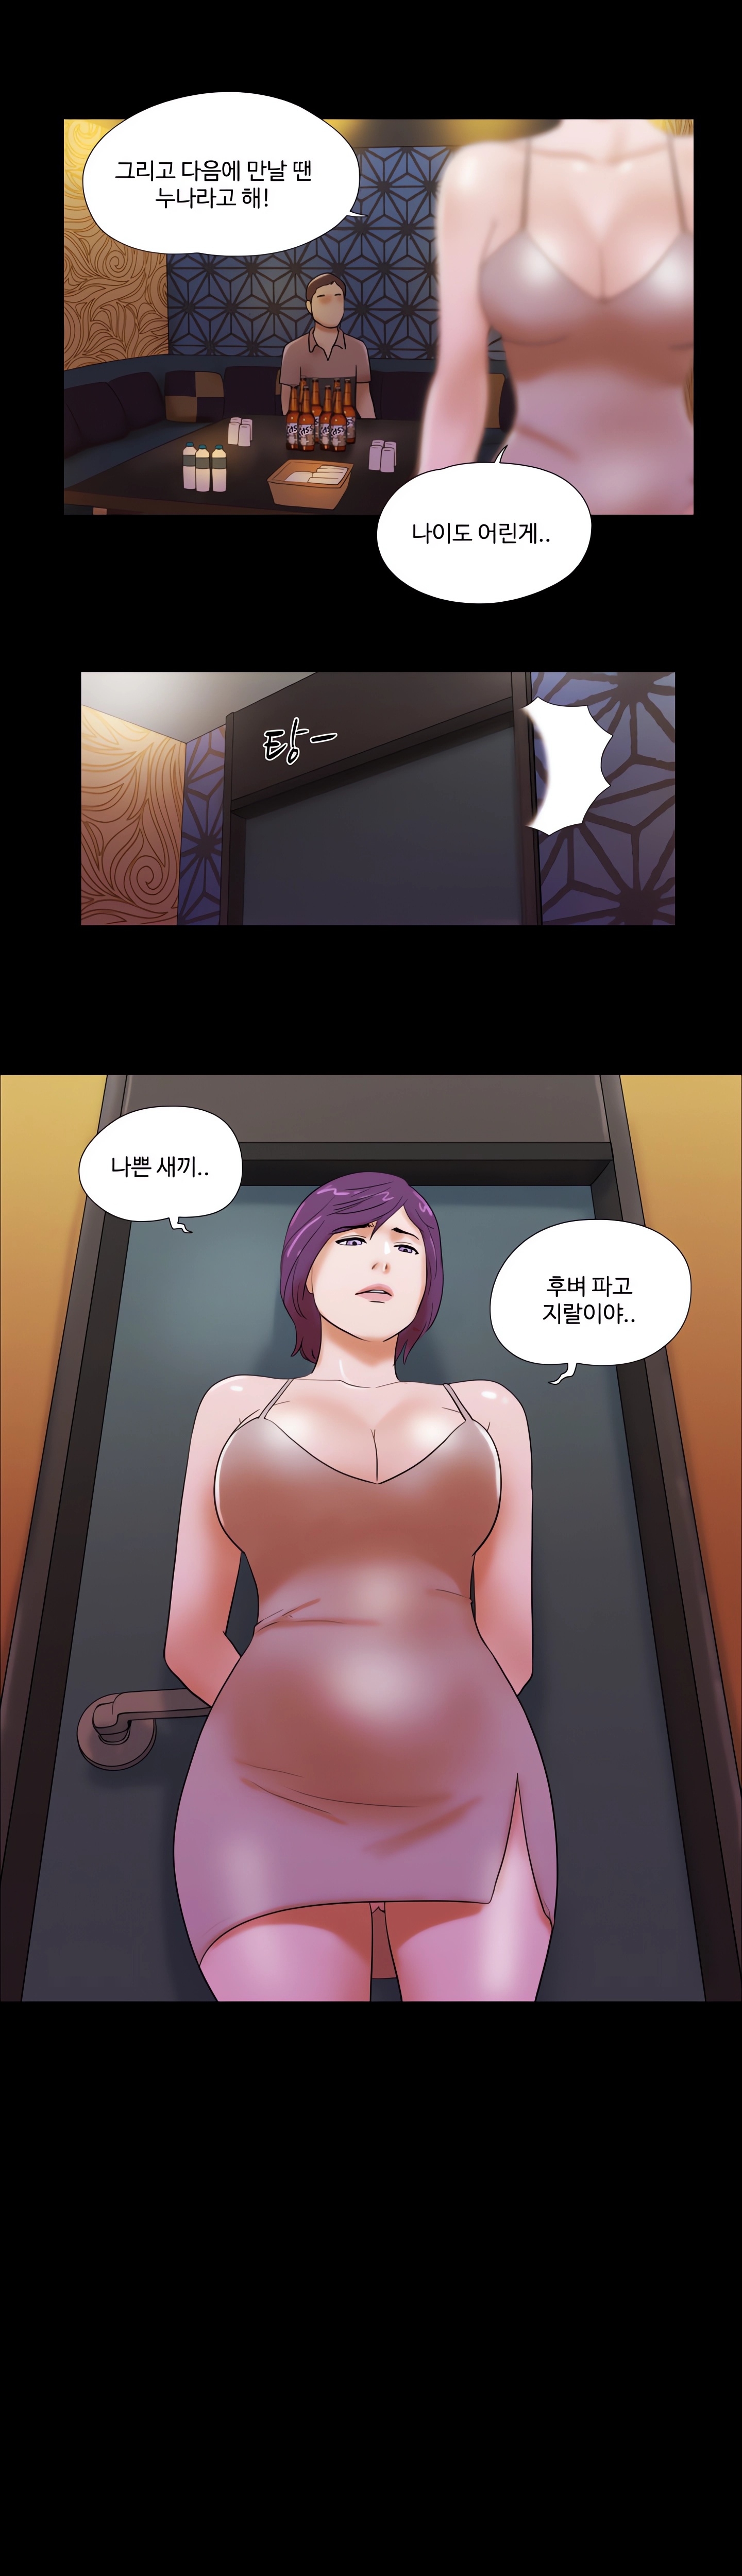 그리고 다음에 만날 땐
누나라고 해!
나이도 어린게..
탕-
나쁜 새끼..
후벼 파고
지랄이야..